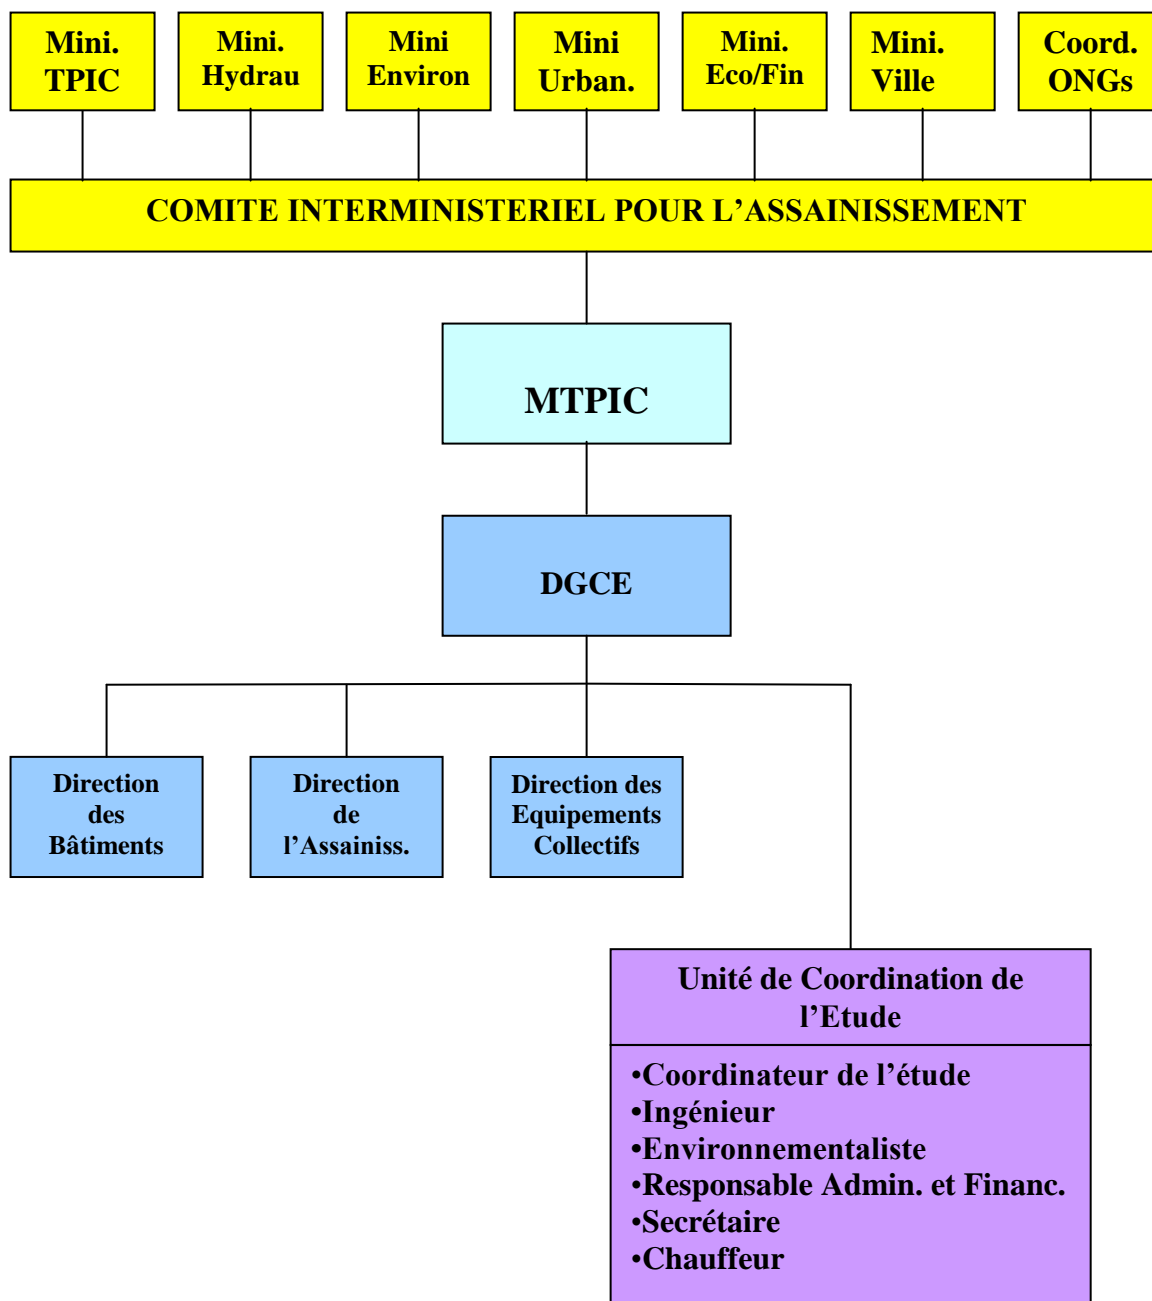 Mini.
TPIC
Mini.
Hydrau
Mini
Environ
Mini
Urban.
Mini.
Eco/Fin
Mini.
Ville
Coord.
ONGs
COMITE INTERMINISTERIEL POUR L’ASSAINISSEMENT
MTPIC
DGCE
Direction
des
Bâtiments
Direction
de
l’Assainiss.
Direction des
Equipements
Collectifs
Unité de Coordination de
l’Etude
•Coordinateur de l’étude
•Ingénieur
•Environnementaliste
•Responsable Admin. et Financ.
•Secrétaire
•Chauffeur